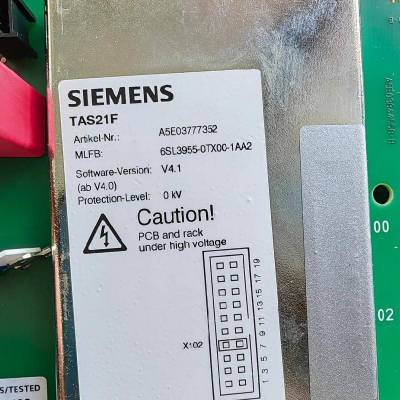 SIEMENS
TAS21F
Artikel-Nr.: A5E03777352
MLFB: 6SL3955-0TX00-1AA2
Software-Version: V4.1
(ab V4.0)
Protection-Level: 0 kV
Caution!
PCB and rack
under high voltage
X102
1 3 5 7 9 11 13 15 17 19
00
02
S/TESTED